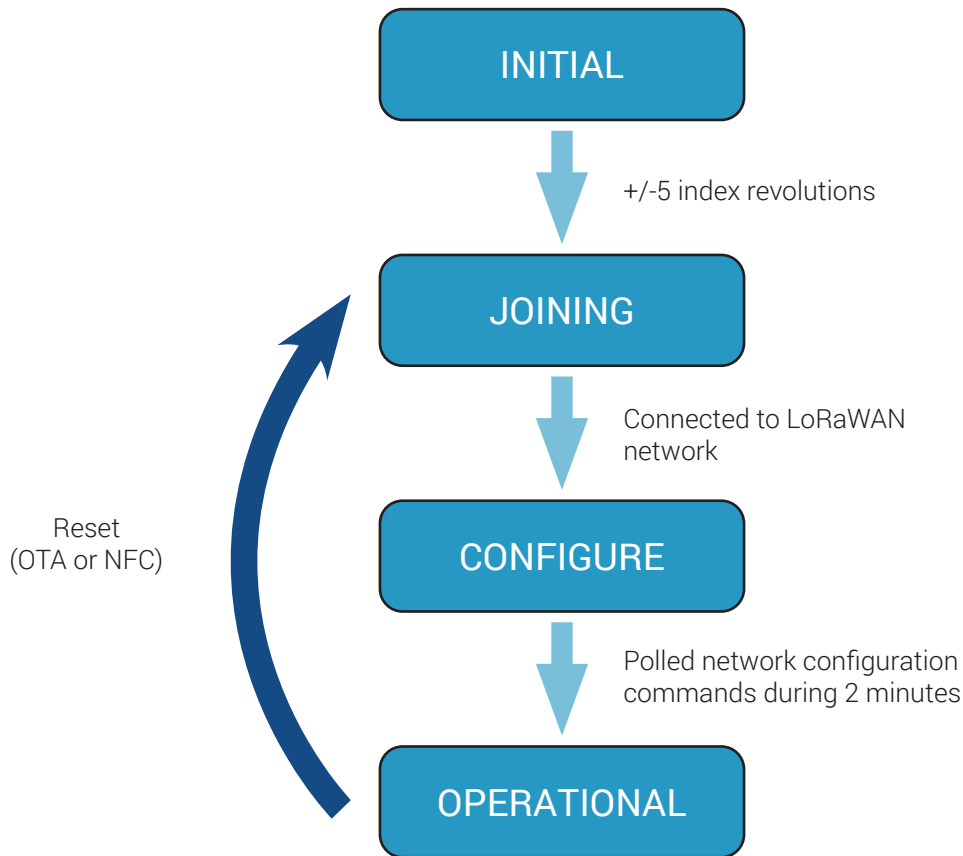 INITIAL
+/-5 index revolutions
JOINING
Connected to LoRaWAN
network
Reset
(OTA or NFC)
CONFIGURE
Polled network configuration
commands during 2 minutes
OPERATIONAL